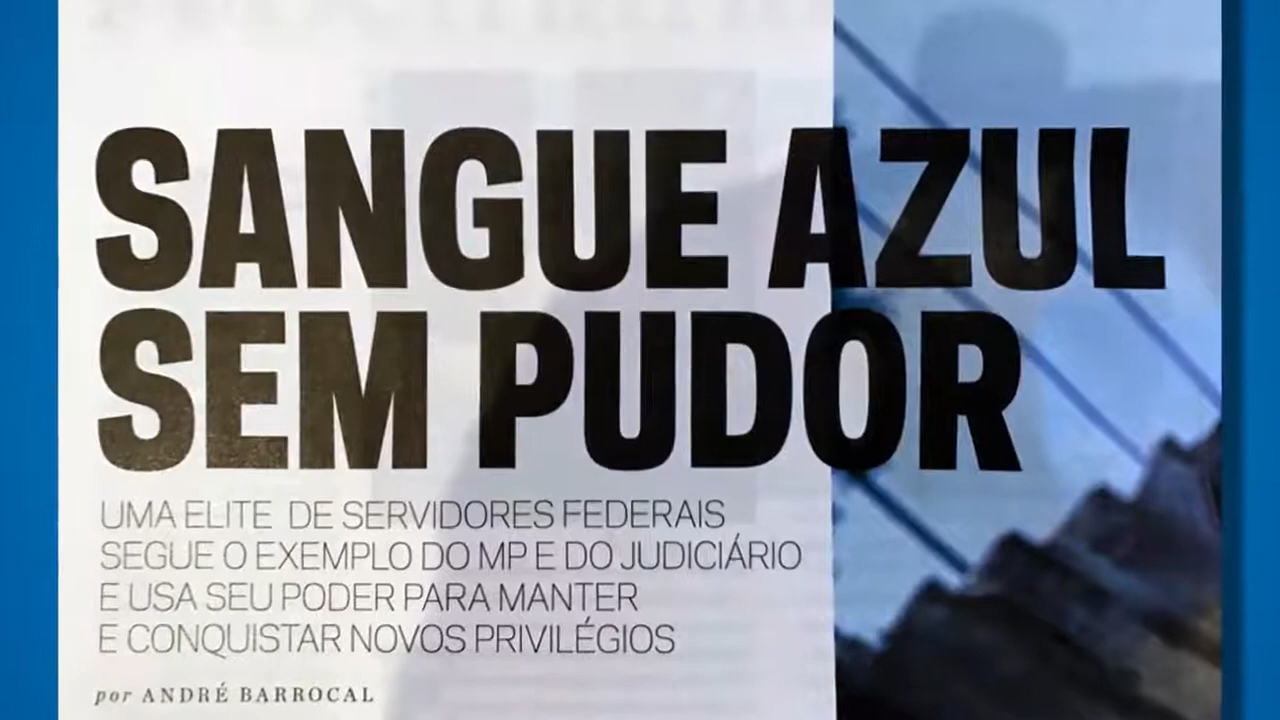 SANGUE AZUL
SEM PUDOR
UMA ELITE DE SERVIDORES FEDERAIS
SEGUE O EXEMPLO DO MP E DO JUDICIÁRIO
E USA SEU PODER PARA MANTER
E CONQUISTAR NOVOS PRIVILÉGIOS
por ANDRÉ BARROCAL